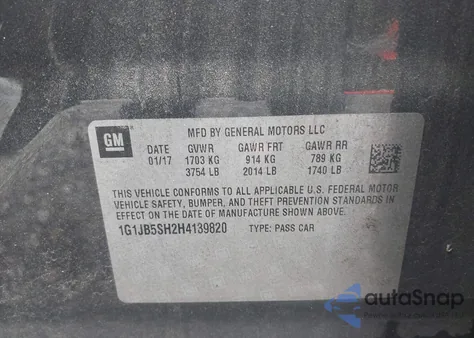 GM
MFD BY GENERAL MOTORS LLC
DATE GVWR GAWR FRT GAWR RR
01/17 1703 KG 914 KG 789 KG
3754 LB 2014 LB 1740 LB
THIS VEHICLE CONFORMS TO ALL APPLICABLE U.S. FEDERAL MOTOR
VEHICLE SAFETY, BUMPER, AND THEFT PREVENTION STANDARDS IN
EFFECT ON THE DATE OF MANUFACTURE SHOWN ABOVE.
1G1JB5SH2H4139820 TYPE: PASS CAR
autoSnap